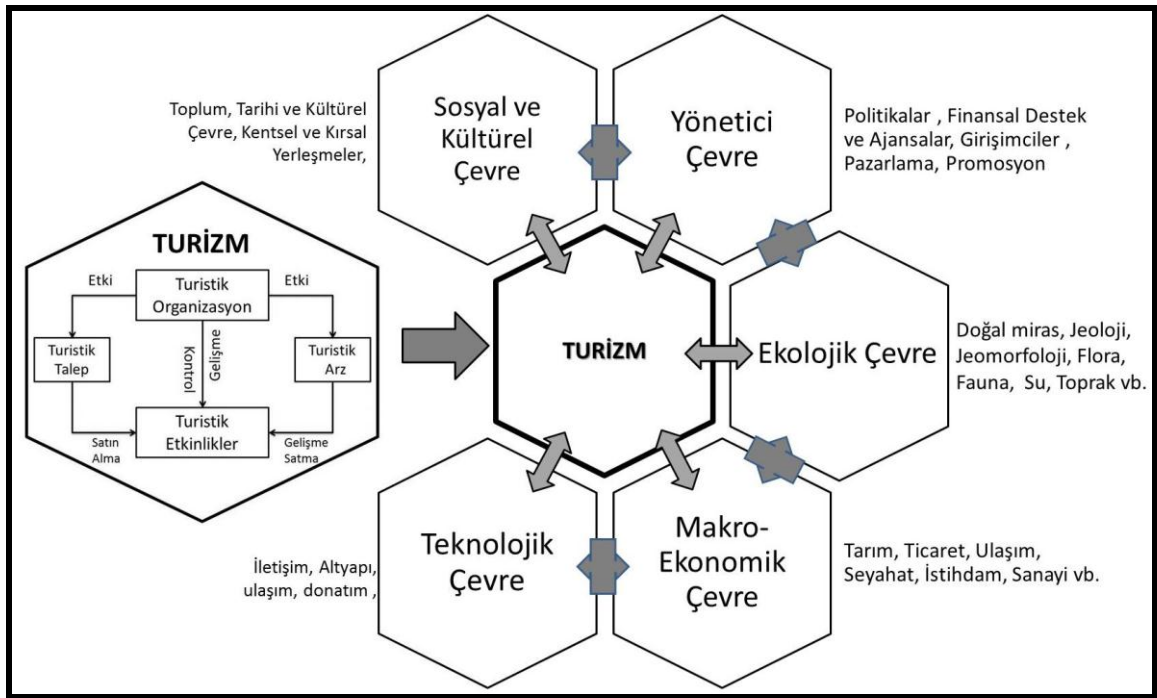 Toplum, Tarihi ve Kültürel
Çevre, Kentsel ve Kırsal
Yerleşmeler,
Sosyal ve
Kültürel
Çevre
Yönetici
Çevre
Politikalar , Finansal Destek
ve Ajansalar, Girişimciler ,
Pazarlama, Promosyon
TURİZM
Etki
Etki
Turistik
Organizasyon
Turistik
Talep
Kontrol
Gelişme
Turistik
Arz
Turistik
Etkinlikler
Satın
Alma
Gelişme
Satma
TURİZM
Ekolojik Çevre
Doğal miras, Jeoloji,
Jeomorfoloji, Flora,
Fauna, Su, Toprak vb.
Teknolojik
Çevre
İletişim, Altyapı,
ulaşım, donatım ,
Makro-
Ekonomik
Çevre
Tarım, Ticaret, Ulaşım,
Seyahat, İstihdam, Sanayi vb.